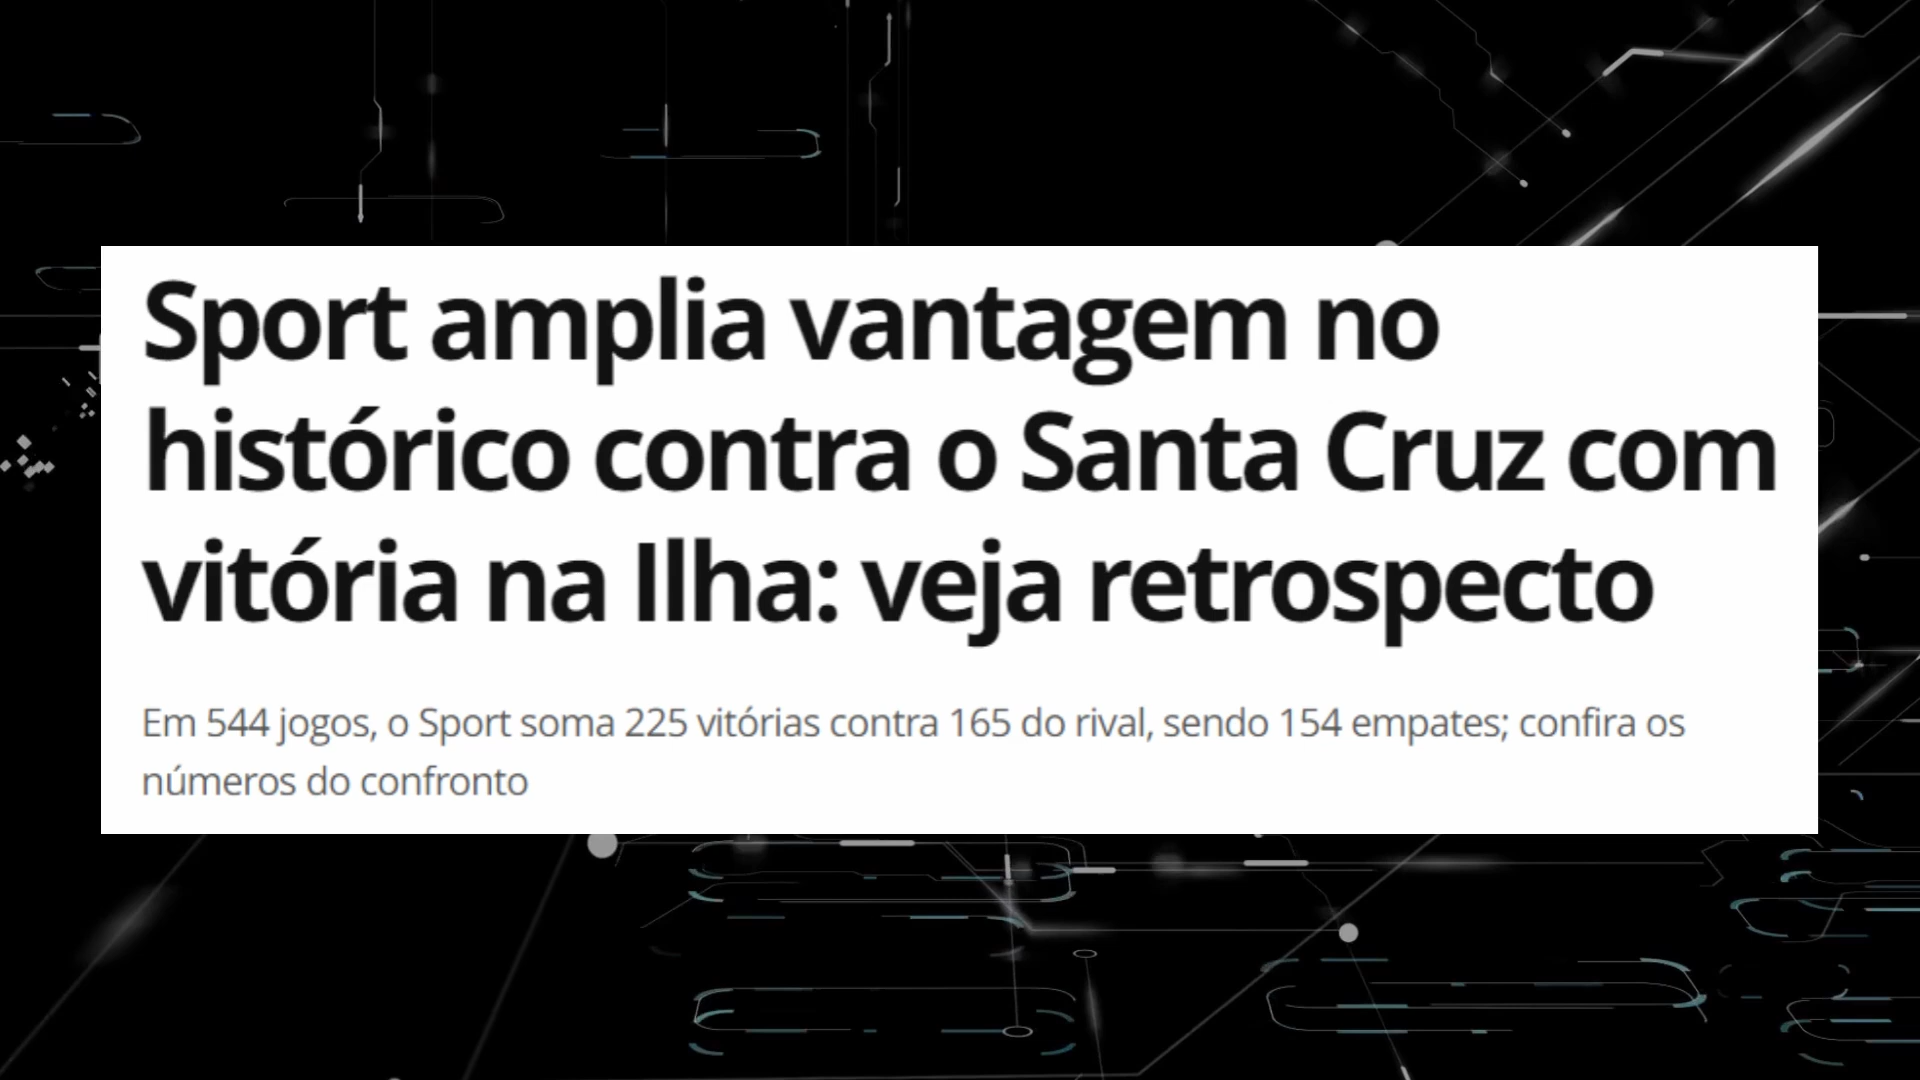 Sport amplia vantagem no
histórico contra o Santa Cruz com
vitória na Ilha: veja retrospecto
Em 544 jogos, o Sport soma 225 vitórias contra 165 do rival, sendo 154 empates; confira os
números do confronto